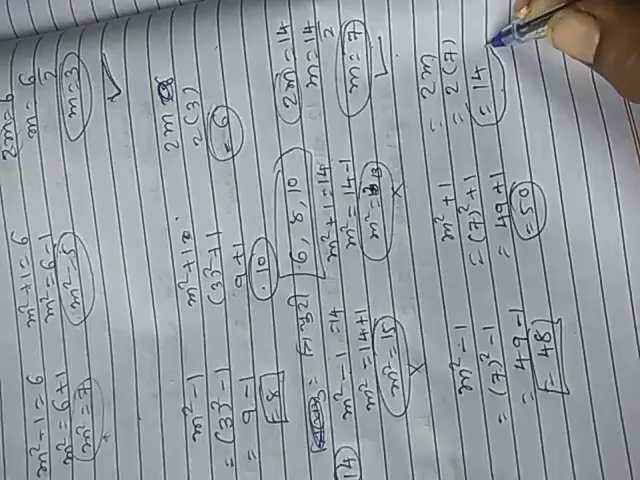 m² - 1 = 6 m² + 1 = 6 2m = 6
m² = 6 + 1 m² = 6 - 1 m = 6/2
m² = 7 m² = 5 m = 3
m² - 1 m² + 1 2m
= (3)² - 1 (3)² + 1 2(3)
= 9 - 1 9 + 1 = 6
= 8 10
= 6, 8, 10
14 m² - 1 = 14 m² + 1 = 14 2m = 14
m² = 14 + 1 m² = 14 - 1 m = 14/2
m² = 15 m² = 13 m = 7
m² - 1 m² + 1 = 2m
= (7)² - 1 = (7)² + 1 = 2(7)
= 49 - 1 = 49 + 1 = 14
= 48 = 50